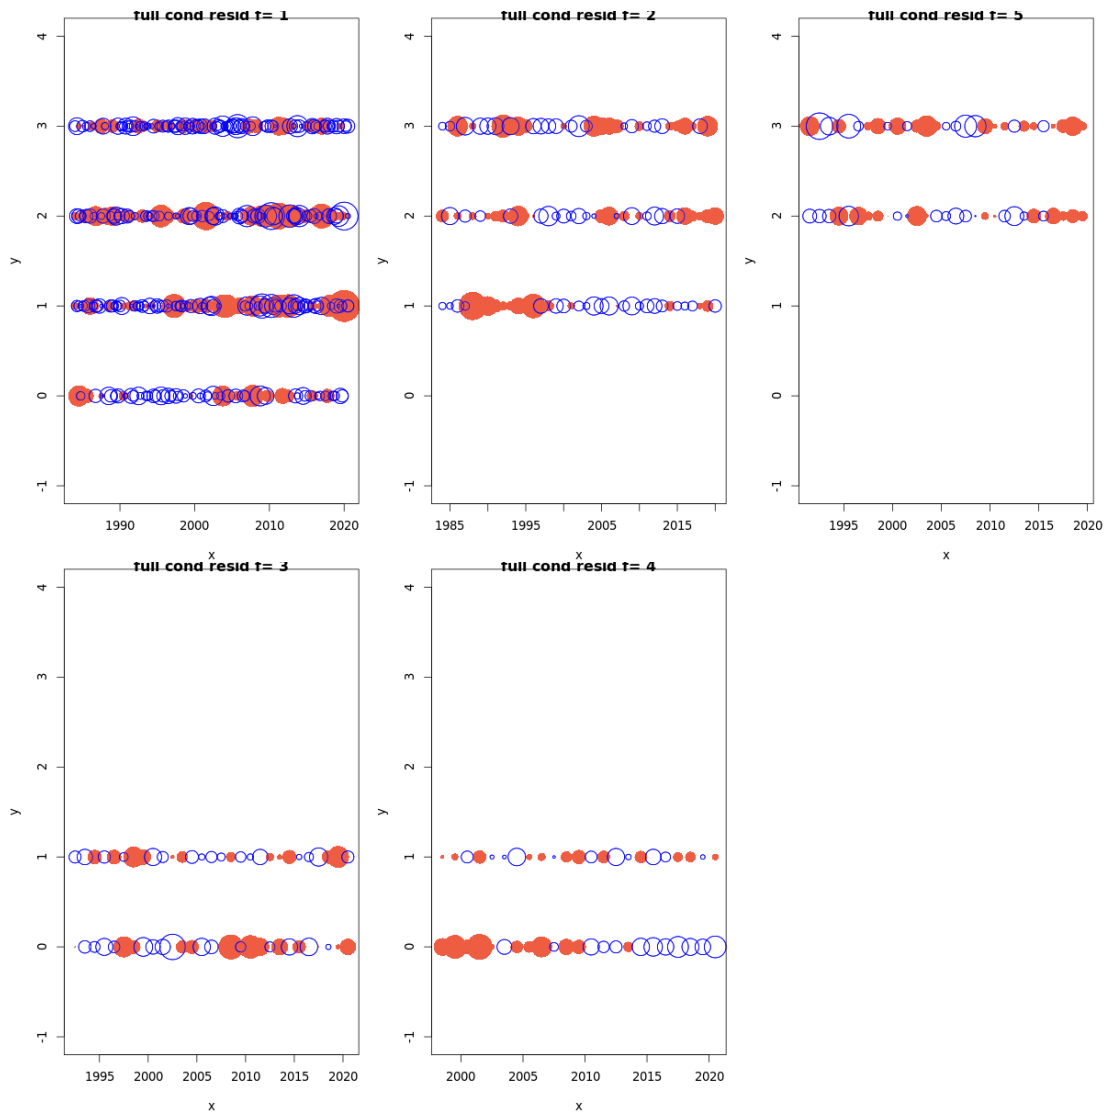 full cond resid f= 1
4
3
2
1
0
-1
y
1990 2000 2010 2020
x
full cond resid f= 2
4
3
2
1
0
-1
y
1985 1995 2005 2015
x
full cond resid f= 5
4
3
2
1
0
-1
y
1995 2005 2010 2015 2020
x
full cond resid f= 3
4
3
2
1
0
-1
y
1995 2000 2005 2010 2015 2020
x
full cond resid f= 4
4
3
2
1
0
-1
y
2000 2005 2010 2015 2020
x